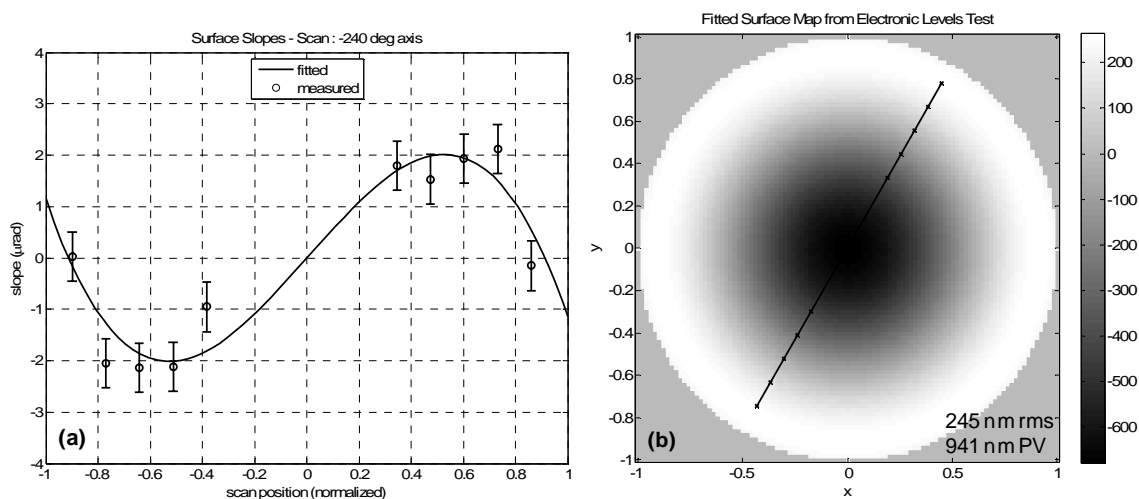 Surface Slopes - Scan : -240 deg axis
4
3
2
1
0
-1
-2
-3
-4
slope (µrad)
fitted
measured
(a)
-1 -0.8 -0.6 -0.4 -0.2 0 0.2 0.4 0.6 0.8 1
scan position (normalized)
Fitted Surface Map from Electronic Levels Test
1
0.8
0.6
0.4
0.2
0
-0.2
-0.4
-0.6
-0.8
-1
y
(b)
245 nm rms
941 nm PV
-1 -0.5 0 0.5 1
x
200
100
0
-100
-200
-300
-400
-500
-600